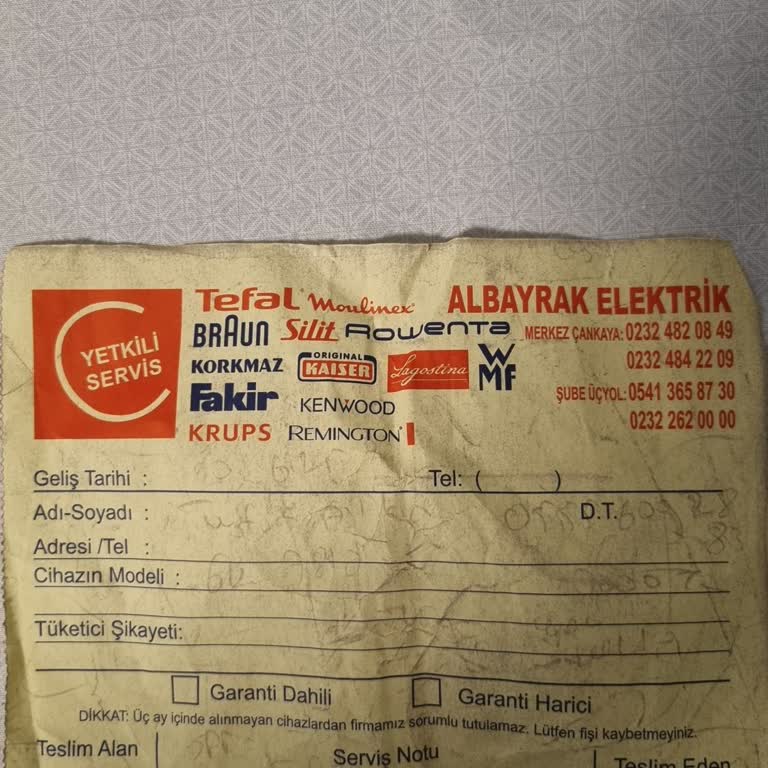 YETKİLİ SERVİS
Tefal Moulinex
BRAUN Silit ROWENTA
KORKMAZ ORIGINAL KAISER Lagostina WMF
Fakir KENWOOD
KRUPS REMINGTON
ALBAYRAK ELEKTRİK
MERKEZ ÇANKAYA: 0232 482 08 49
0232 484 22 09
ŞUBE ÜÇYOL: 0541 365 87 30
0232 262 00 00
Geliş Tarihi : Tel: ( )
Adı-Soyadı : D.T.
Adresi /Tel :
Cihazın Modeli :
Tüketici Şikayeti:
Garanti Dahili Garanti Harici
DİKKAT: Üç ay içinde alınmayan cihazlardan firmamız sorumlu tutulamaz. Lütfen fişi kaybetmeyiniz.
Teslim Alan Servis Notu Teslim Eden